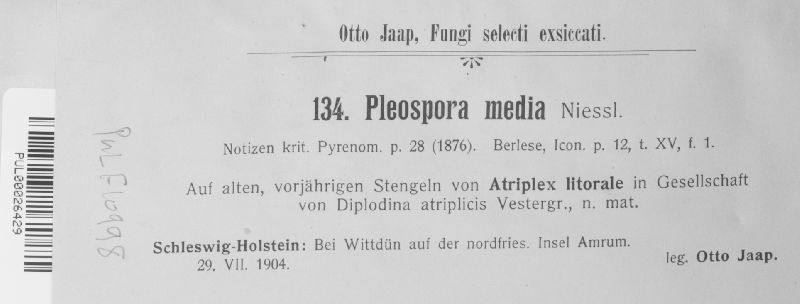 Otto Jaap, Fungi selecti exsiccati.
134. Pleospora media Niessl.
Notizen krit. Pyrenom. p. 28 (1876). Berlese, Icon. p. 12, t. XV, f. 1.
Auf alten, vorjährigen Stengeln von Atriplex litorale in Gesellschaft
von Diplodina atriplicis Vestergr., n. mat.
Schleswig-Holstein: Bei Wittdün auf der nordfries. Insel Amrum.
29. VII. 1904.
leg. Otto Jaap.
PUL00026429
PUL F10998